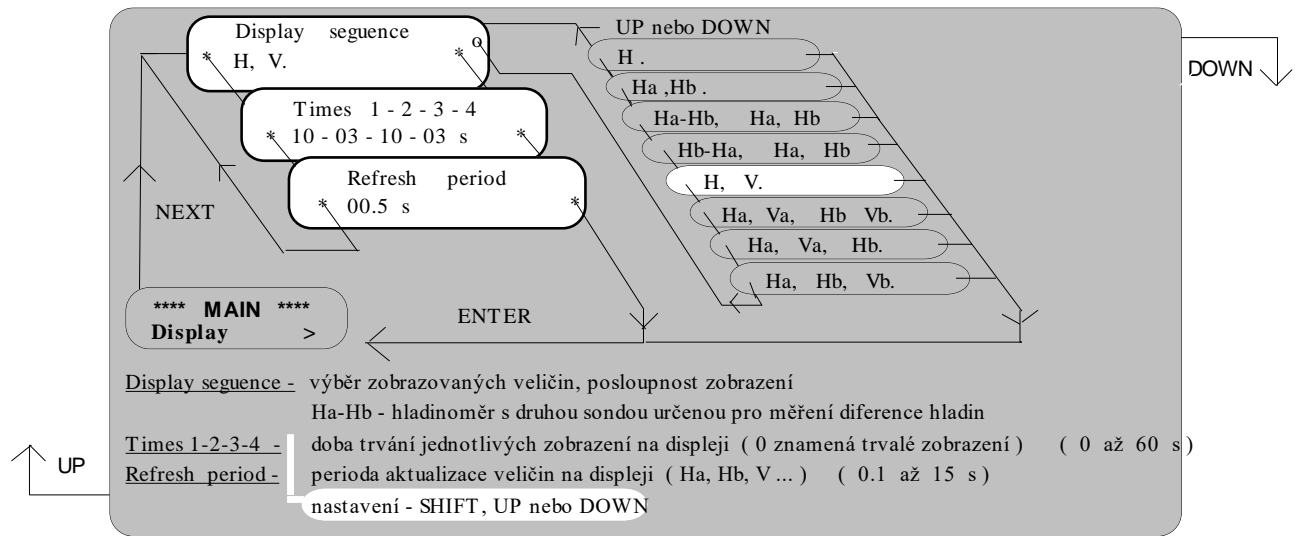 Display seguence
* H, V. * o
Times 1 - 2 - 3 - 4
* 10 - 03 - 10 - 03 s *
Refresh period
* 00.5 s *
UP nebo DOWN
H .
Ha ,Hb .
Ha-Hb, Ha, Hb
Hb-Ha, Ha, Hb
H, V.
Ha, Va, Hb Vb.
Ha, Va, Hb.
Ha, Hb, Vb.
DOWN
NEXT
**** MAIN ****
Display >
ENTER
Display seguence - výběr zobrazovaných veličin, posloupnost zobrazení
Ha-Hb - hladinoměr s druhou sondou určenou pro měření diference hladin
Times 1-2-3-4 - doba trvání jednotlivých zobrazení na displeji ( 0 znamená trvalé zobrazení ) ( 0 až 60 s )
UP
Refresh period - perioda aktualizace veličin na displeji ( Ha, Hb, V ... ) ( 0.1 až 15 s )
nastavení - SHIFT, UP nebo DOWN